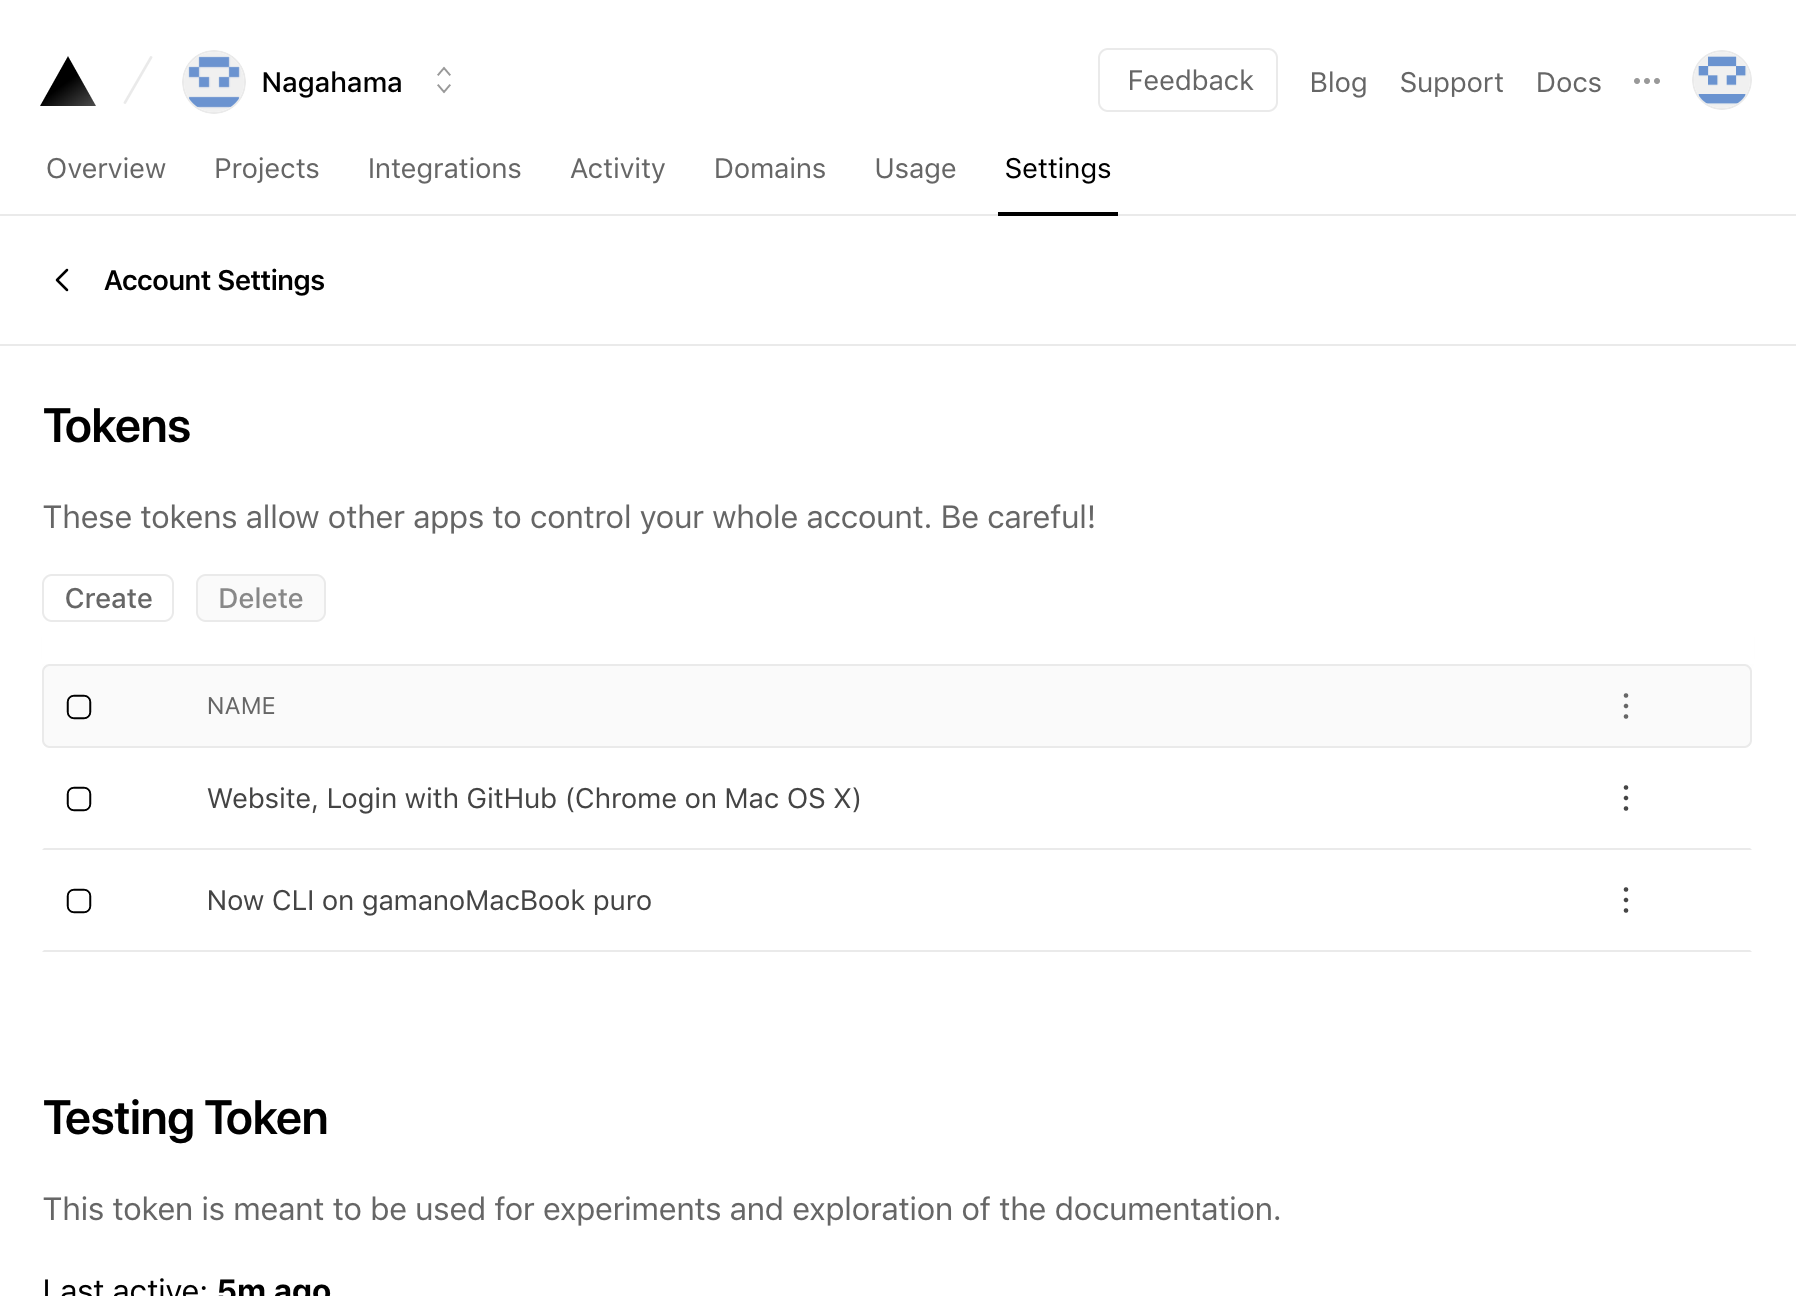 Nagahama
Feedback Blog Support Docs
Overview Projects Integrations Activity Domains Usage Settings
Account Settings
Tokens
These tokens allow other apps to control your whole account. Be careful!
Create Delete
NAME
Website, Login with GitHub (Chrome on Mac OS X)
Now CLI on gamanoMacBook puro
Testing Token
This token is meant to be used for experiments and exploration of the documentation.
Last active: 5m ago